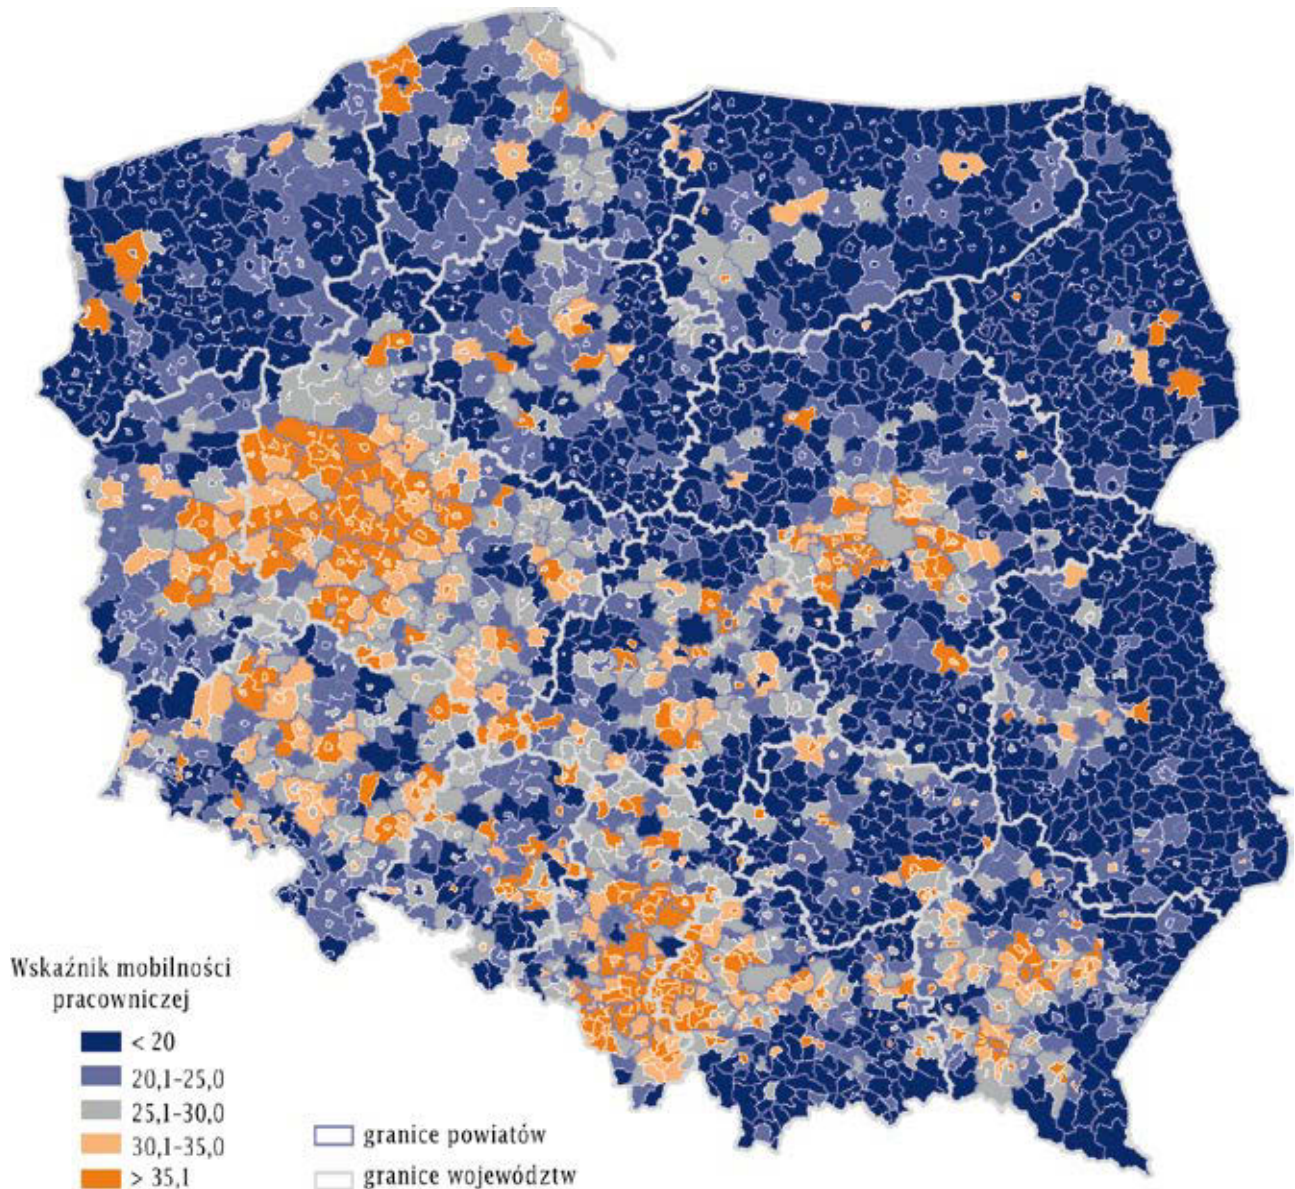 Wskaźnik mobilności
pracowniczej
< 20
20,1–25,0
25,1–30,0
30,1–35,0
> 35,1
granice powiatów
granice województw